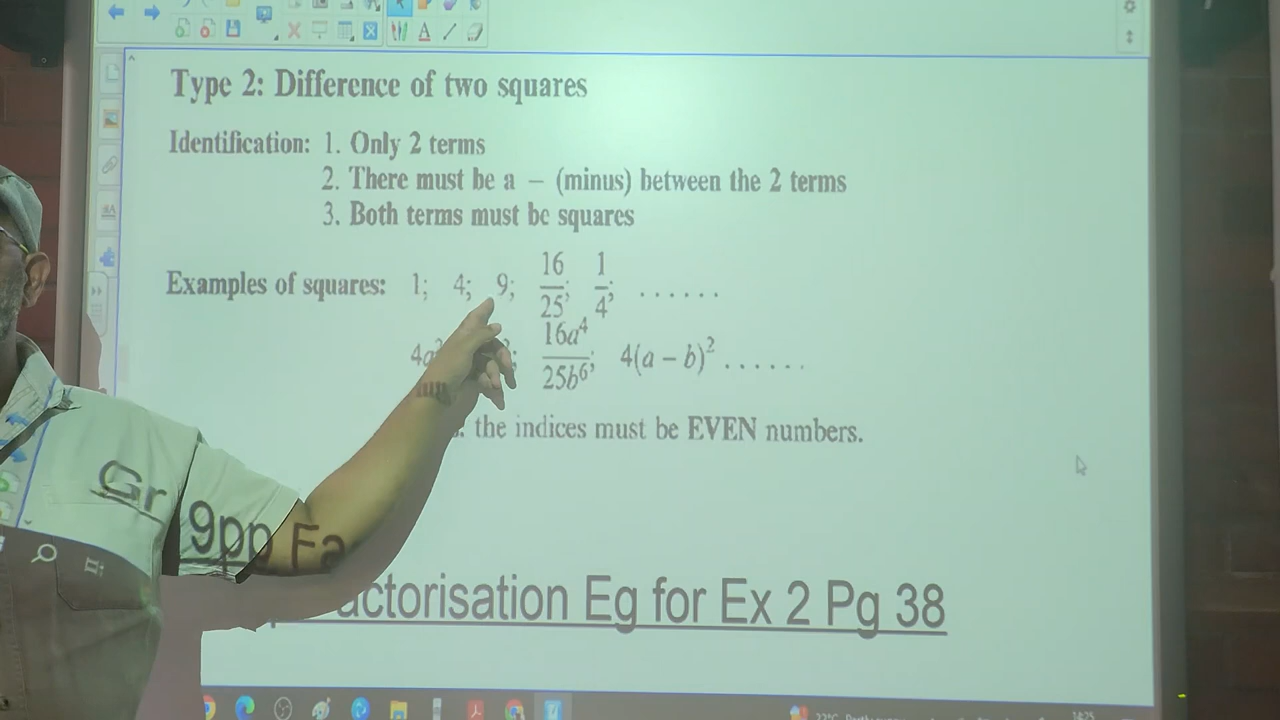 Type 2: Difference of two squares
Identification: 1. Only 2 terms
2. There must be a – (minus) between the 2 terms
3. Both terms must be squares
Examples of squares: 1; 4; 9; 16/25; 1/4; ......
16a⁴/25b⁶; 4(a – b)² ......
the indices must be EVEN numbers.
Gr 9pp Factorisation Eg for Ex 2 Pg 38